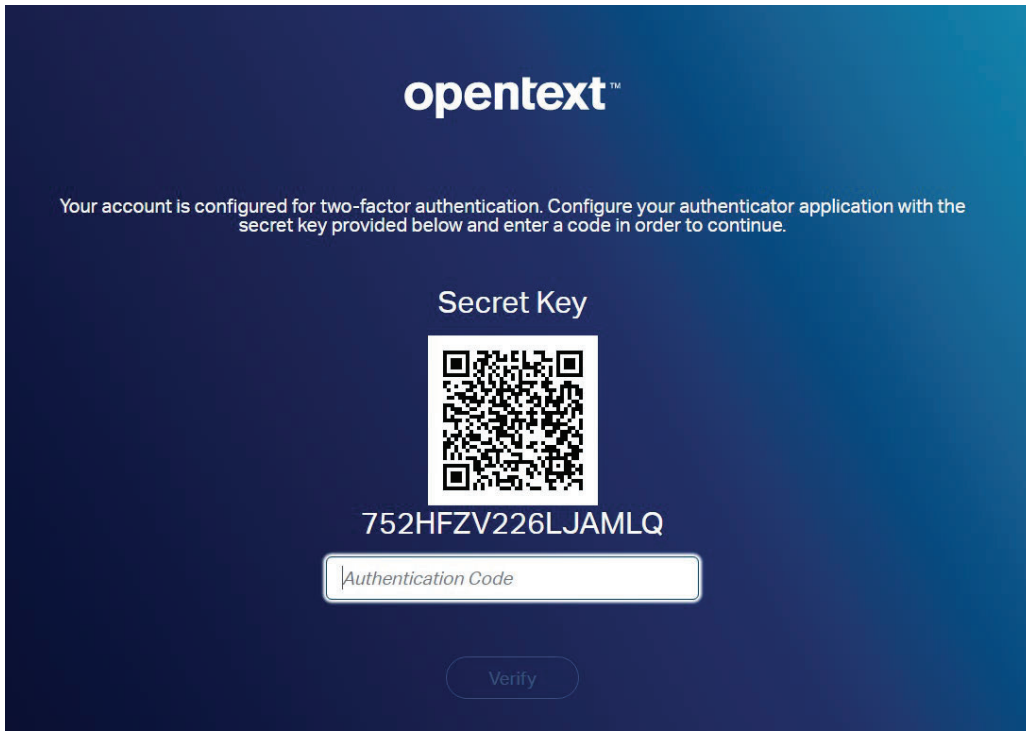 opentext™
Your account is configured for two-factor authentication. Configure your authenticator application with the
secret key provided below and enter a code in order to continue.
Secret Key
752HFZV226LJAMLQ
Authentication Code
Verify